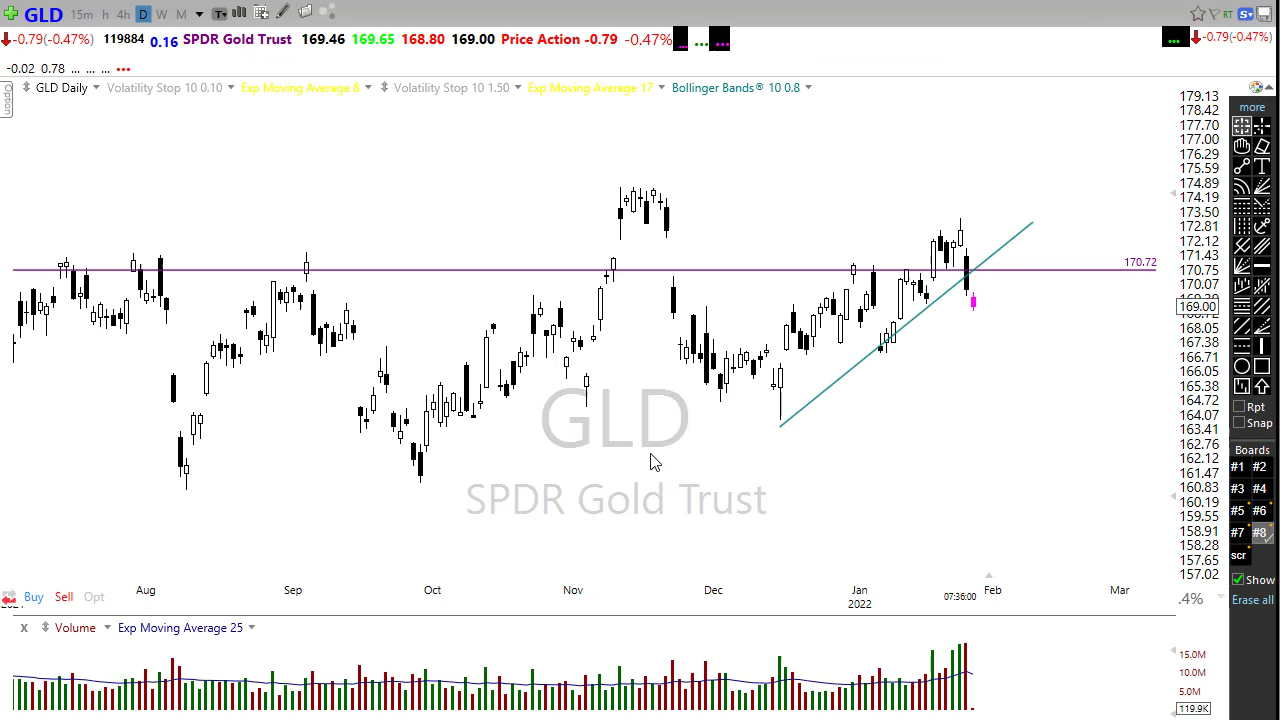 GLD 15m h 4h D W M T RT S
-0.79(-0.47%) 119884 0.16 SPDR Gold Trust 169.46 169.65 168.80 169.00 Price Action -0.79 -0.47% ... ... ... ... -0.79(-0.47%)
-0.02 0.78 ... ... ... ...
Option
GLD Daily Volatility Stop 10 0.10 Exp Moving Average 8 Volatility Stop 10 1.50 Exp Moving Average 17 Bollinger Bands® 10 0.8
179.13
178.42
177.70
177.00
176.29
175.59
174.89
174.19
173.50
172.81
172.12
171.43
170.72
170.75
170.07
169.00
168.05
167.38
166.71
166.05
165.38
164.72
164.07
163.41
162.76
162.12
161.47
160.83
160.19
159.55
158.91
158.28
157.65
157.02
GLD
SPDR Gold Trust
more
T
Rpt
Snap
Boards
#1 #2
#3 #4
#5 #6
#7 #8
scr
Show
Erase all
Aug Sep Oct Nov Dec Jan Feb Mar
2022 07:36:00
Buy Sell Opt
.4%
X Volume Exp Moving Average 25
15.0M
10.0M
5.0M
119.9K